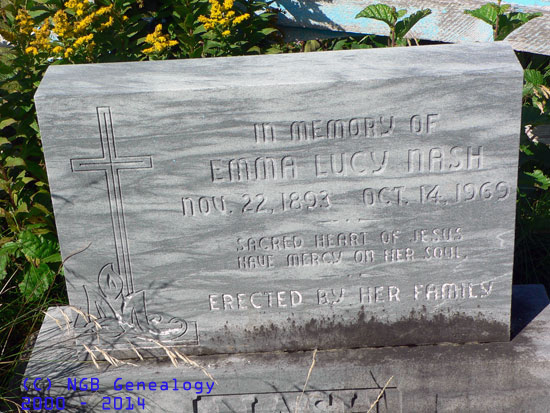 IN MEMORY OF
EMMA LUCY NASH
NOV. 22, 1893 OCT. 14, 1969
SACRED HEART OF JESUS
HAVE MERCY ON HER SOUL.
ERECTED BY HER FAMILY
(C) NGB Genealogy
2000 - 2014